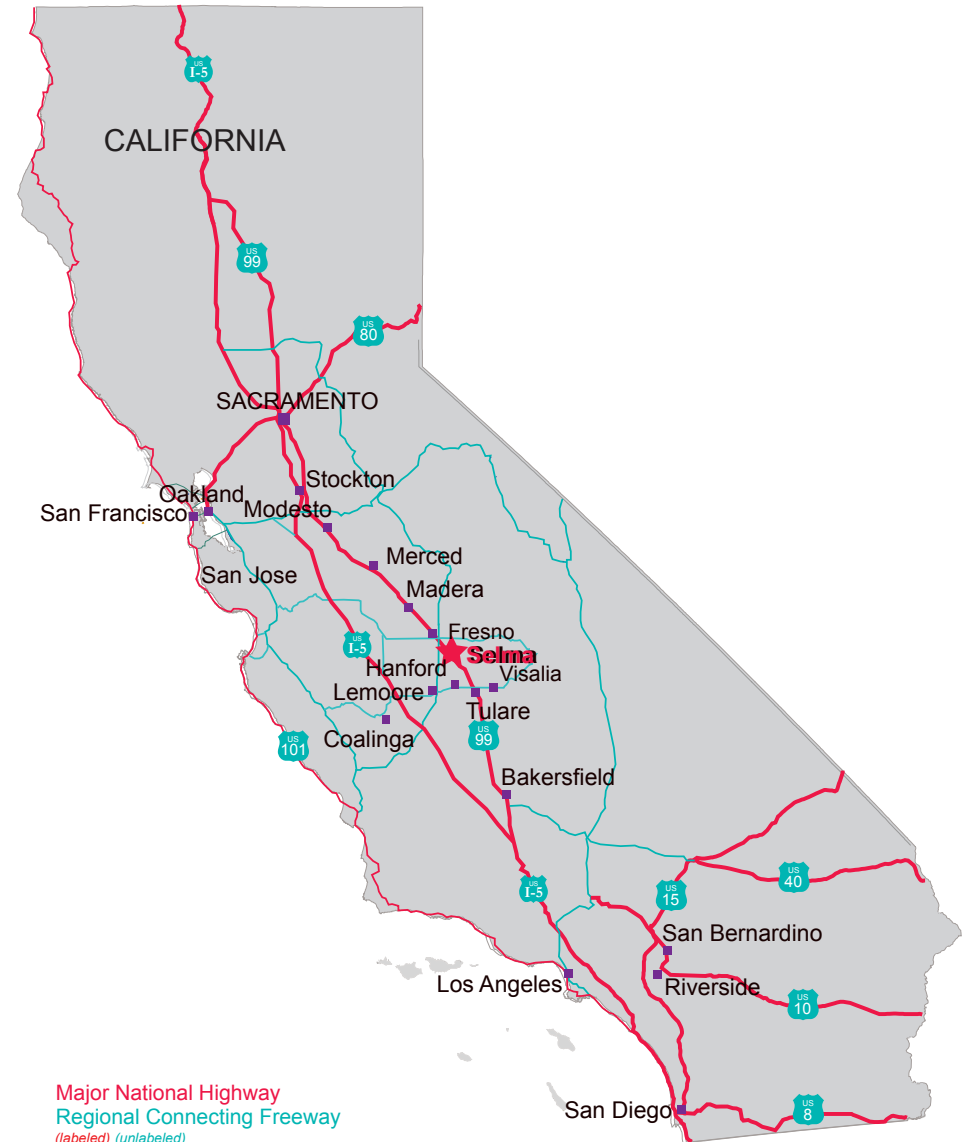 US
I-5
CALIFORNIA
US
99
US
80
SACRAMENTO
Stockton
Oakland
Modesto
San Francisco
Merced
San Jose
Madera
US
I-5
Fresno
Selma
Hanford
Visalia
Lemoore
Tulare
US
101
Coalinga
US
99
Bakersfield
US
I-5
US
15
US
40
San Bernardino
Los Angeles
Riverside
US
10
Major National Highway
Regional Connecting Freeway
(labeled) (unlabeled)
San Diego
US
8